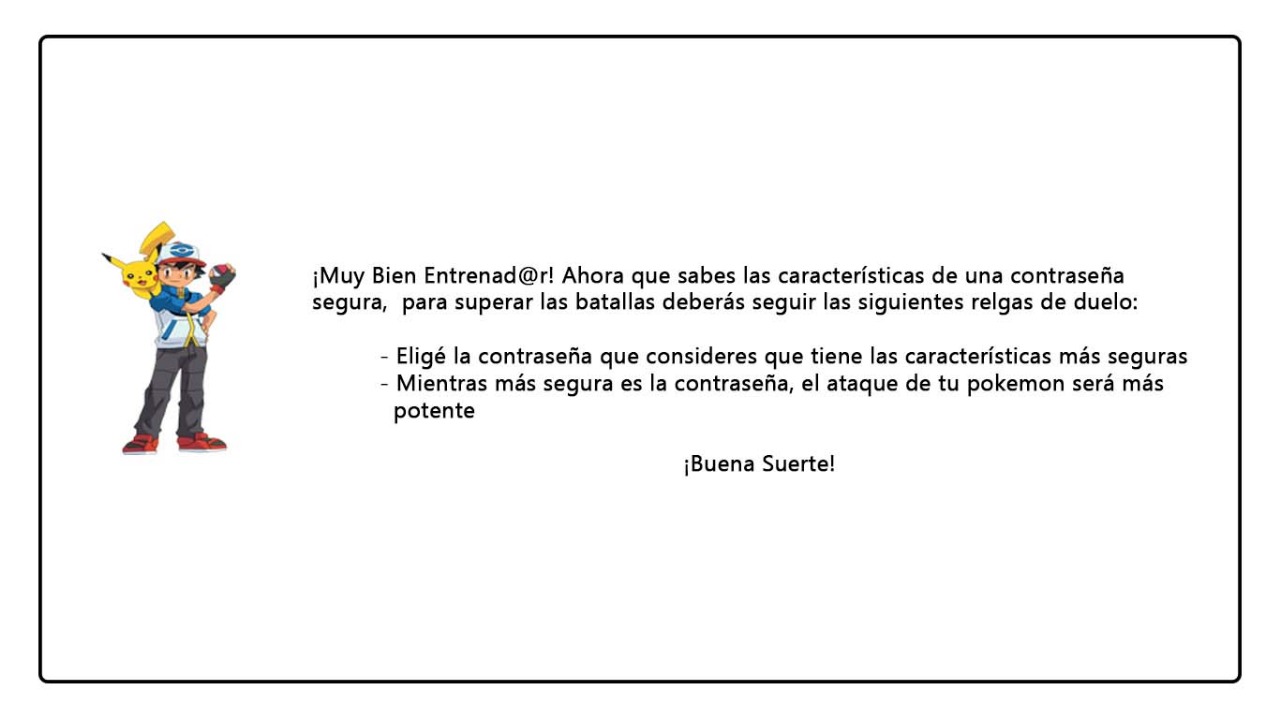 ¡Muy Bien Entrenad@r! Ahora que sabes las características de una contraseña
segura, para superar las batallas deberás seguir las siguientes relgas de duelo:
- Eligé la contraseña que consideres que tiene las características más seguras
- Mientras más segura es la contraseña, el ataque de tu pokemon será más
potente
¡Buena Suerte!